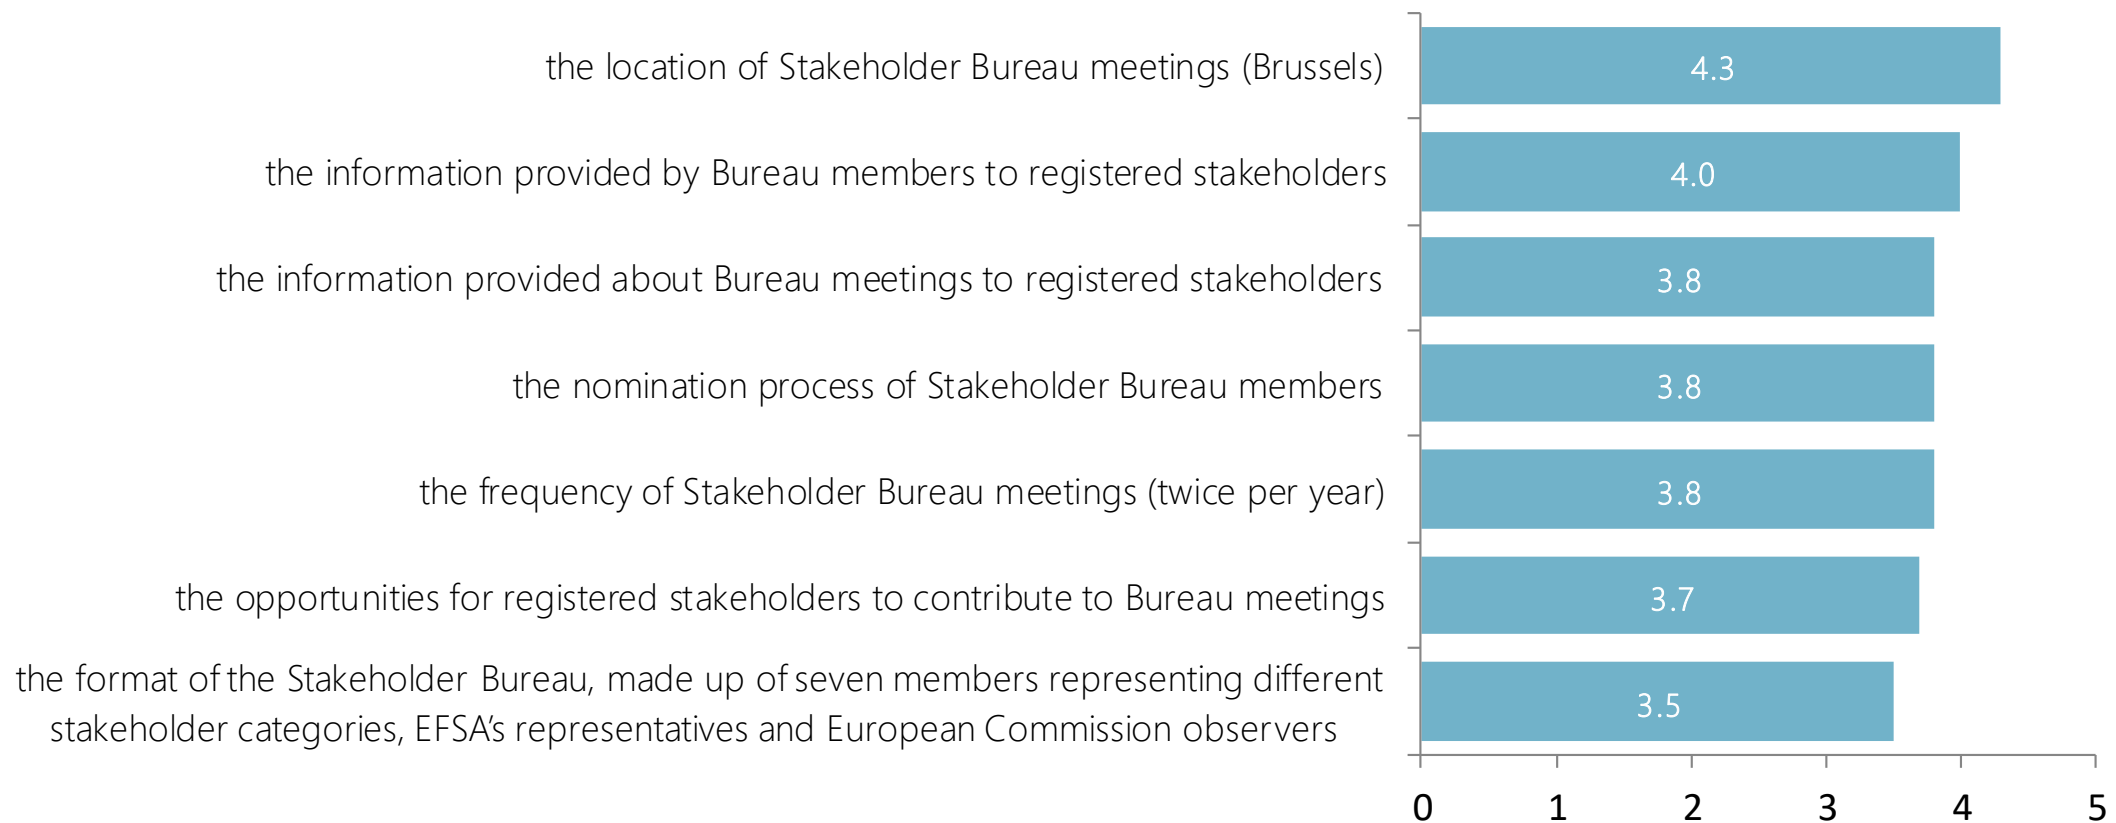 the location of Stakeholder Bureau meetings (Brussels)
4.3
the information provided by Bureau members to registered stakeholders
4.0
the information provided about Bureau meetings to registered stakeholders
3.8
the nomination process of Stakeholder Bureau members
3.8
the frequency of Stakeholder Bureau meetings (twice per year)
3.8
the opportunities for registered stakeholders to contribute to Bureau meetings
3.7
the format of the Stakeholder Bureau, made up of seven members representing different
stakeholder categories, EFSA’s representatives and European Commission observers
3.5
0 1 2 3 4 5